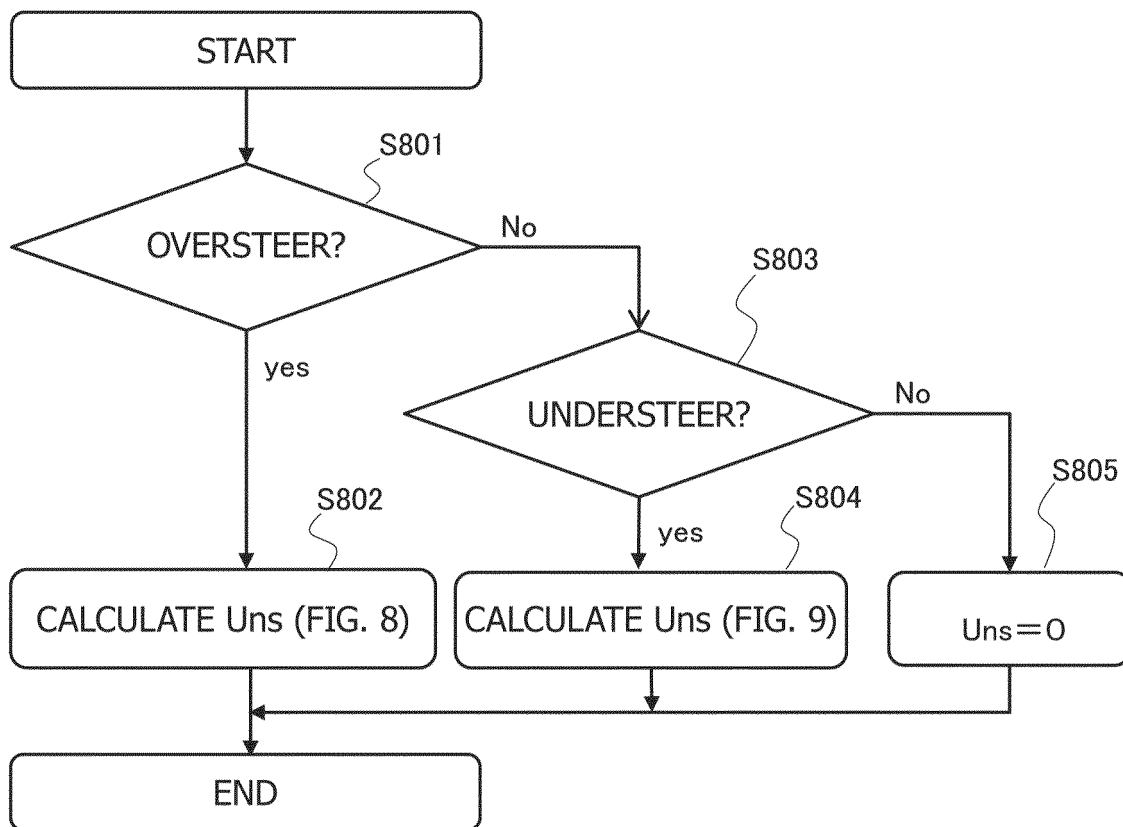 START
S801
OVERSTEER?
No
S803
yes
UNDERSTEER?
No
S802
S804
S805
yes
CALCULATE Uns (FIG. 8)
CALCULATE Uns (FIG. 9)
Uns=0
END